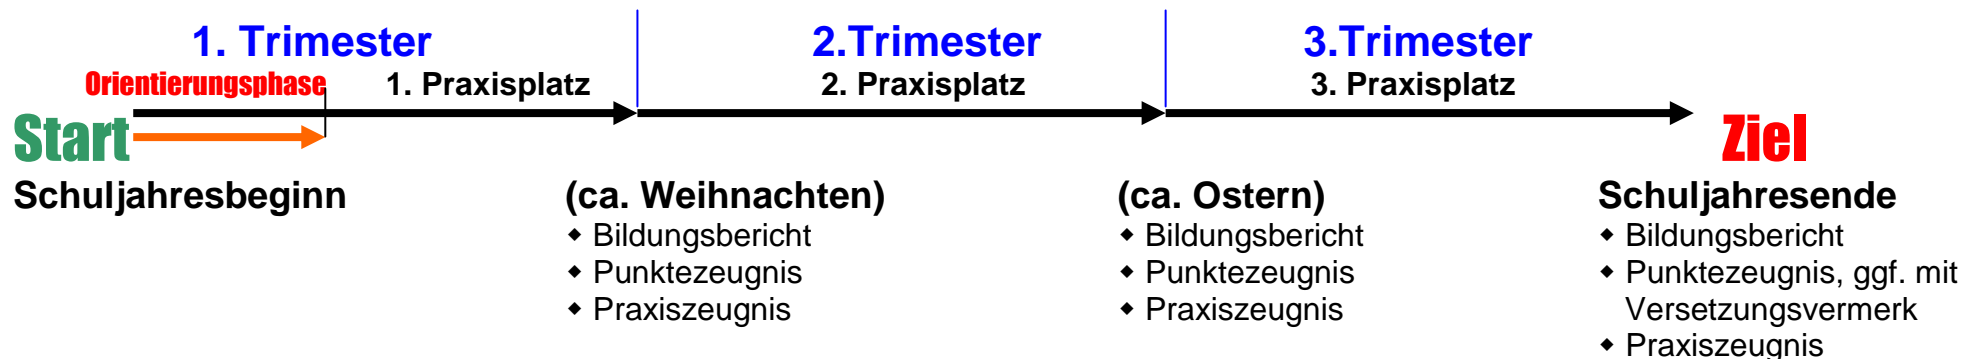 1. Trimester
2.Trimester
3.Trimester
Orientierungsphase
1. Praxisplatz
2. Praxisplatz
3. Praxisplatz
Start
Ziel
Schuljahresbeginn
(ca. Weihnachten)
◆ Bildungsbericht
◆ Punktezeugnis
◆ Praxiszeugnis
(ca. Ostern)
◆ Bildungsbericht
◆ Punktezeugnis
◆ Praxiszeugnis
Schuljahresende
◆ Bildungsbericht
◆ Punktezeugnis, ggf. mit
Versetzungsvermerk
◆ Praxiszeugnis